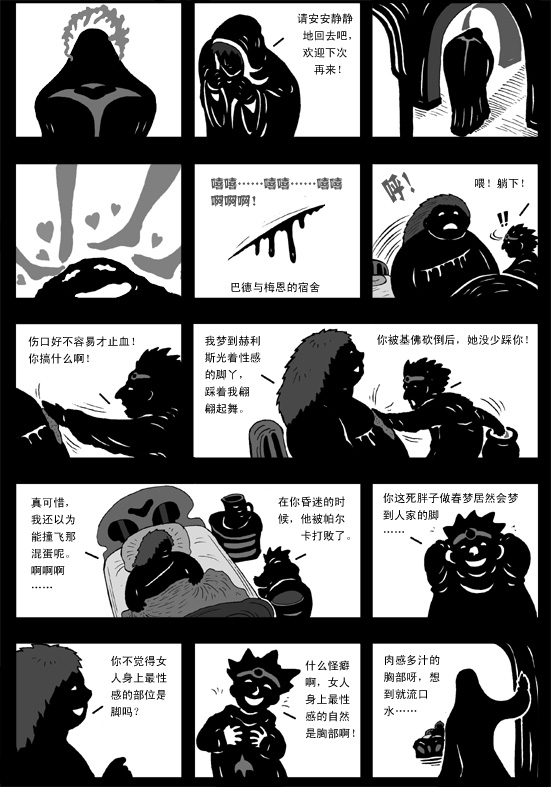 请安安静静
地回去吧，
欢迎下次
再来！
嘻嘻……嘻嘻……嘻嘻
啊啊啊！
巴德与梅恩的宿舍
呼！
喂！躺下！
!!
伤口好不容易才止血！
你搞什么啊！
我梦到赫利
斯光着性感
的脚丫，
踩着我翩
翩起舞。
你被基佛砍倒后，她没少踩你！
真可惜，
我还以为
能撞飞那
混蛋呢。
啊啊啊
……
在你昏迷的时
候，他被帕尔
卡打败了。
你这死胖子做春梦居然会梦
到人家的脚
……
你不觉得女
人身上最性
感的部位是
脚吗？
什么怪癖
啊，女人
身上最性
感的自然
是胸部啊！
肉感多汁的
胸部呀，想
到就流口
水……